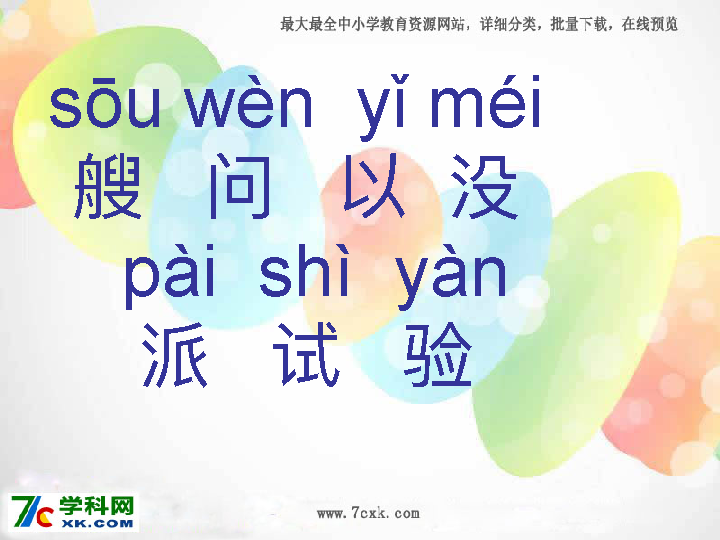 最大最全中小学教育资源网站，详细分类，批量下载，在线预览
sōu wèn yǐ méi
艘 问 以 没
pài shì yàn
派 试 验
7C 学科网
XK.COM
www.7cxk.com